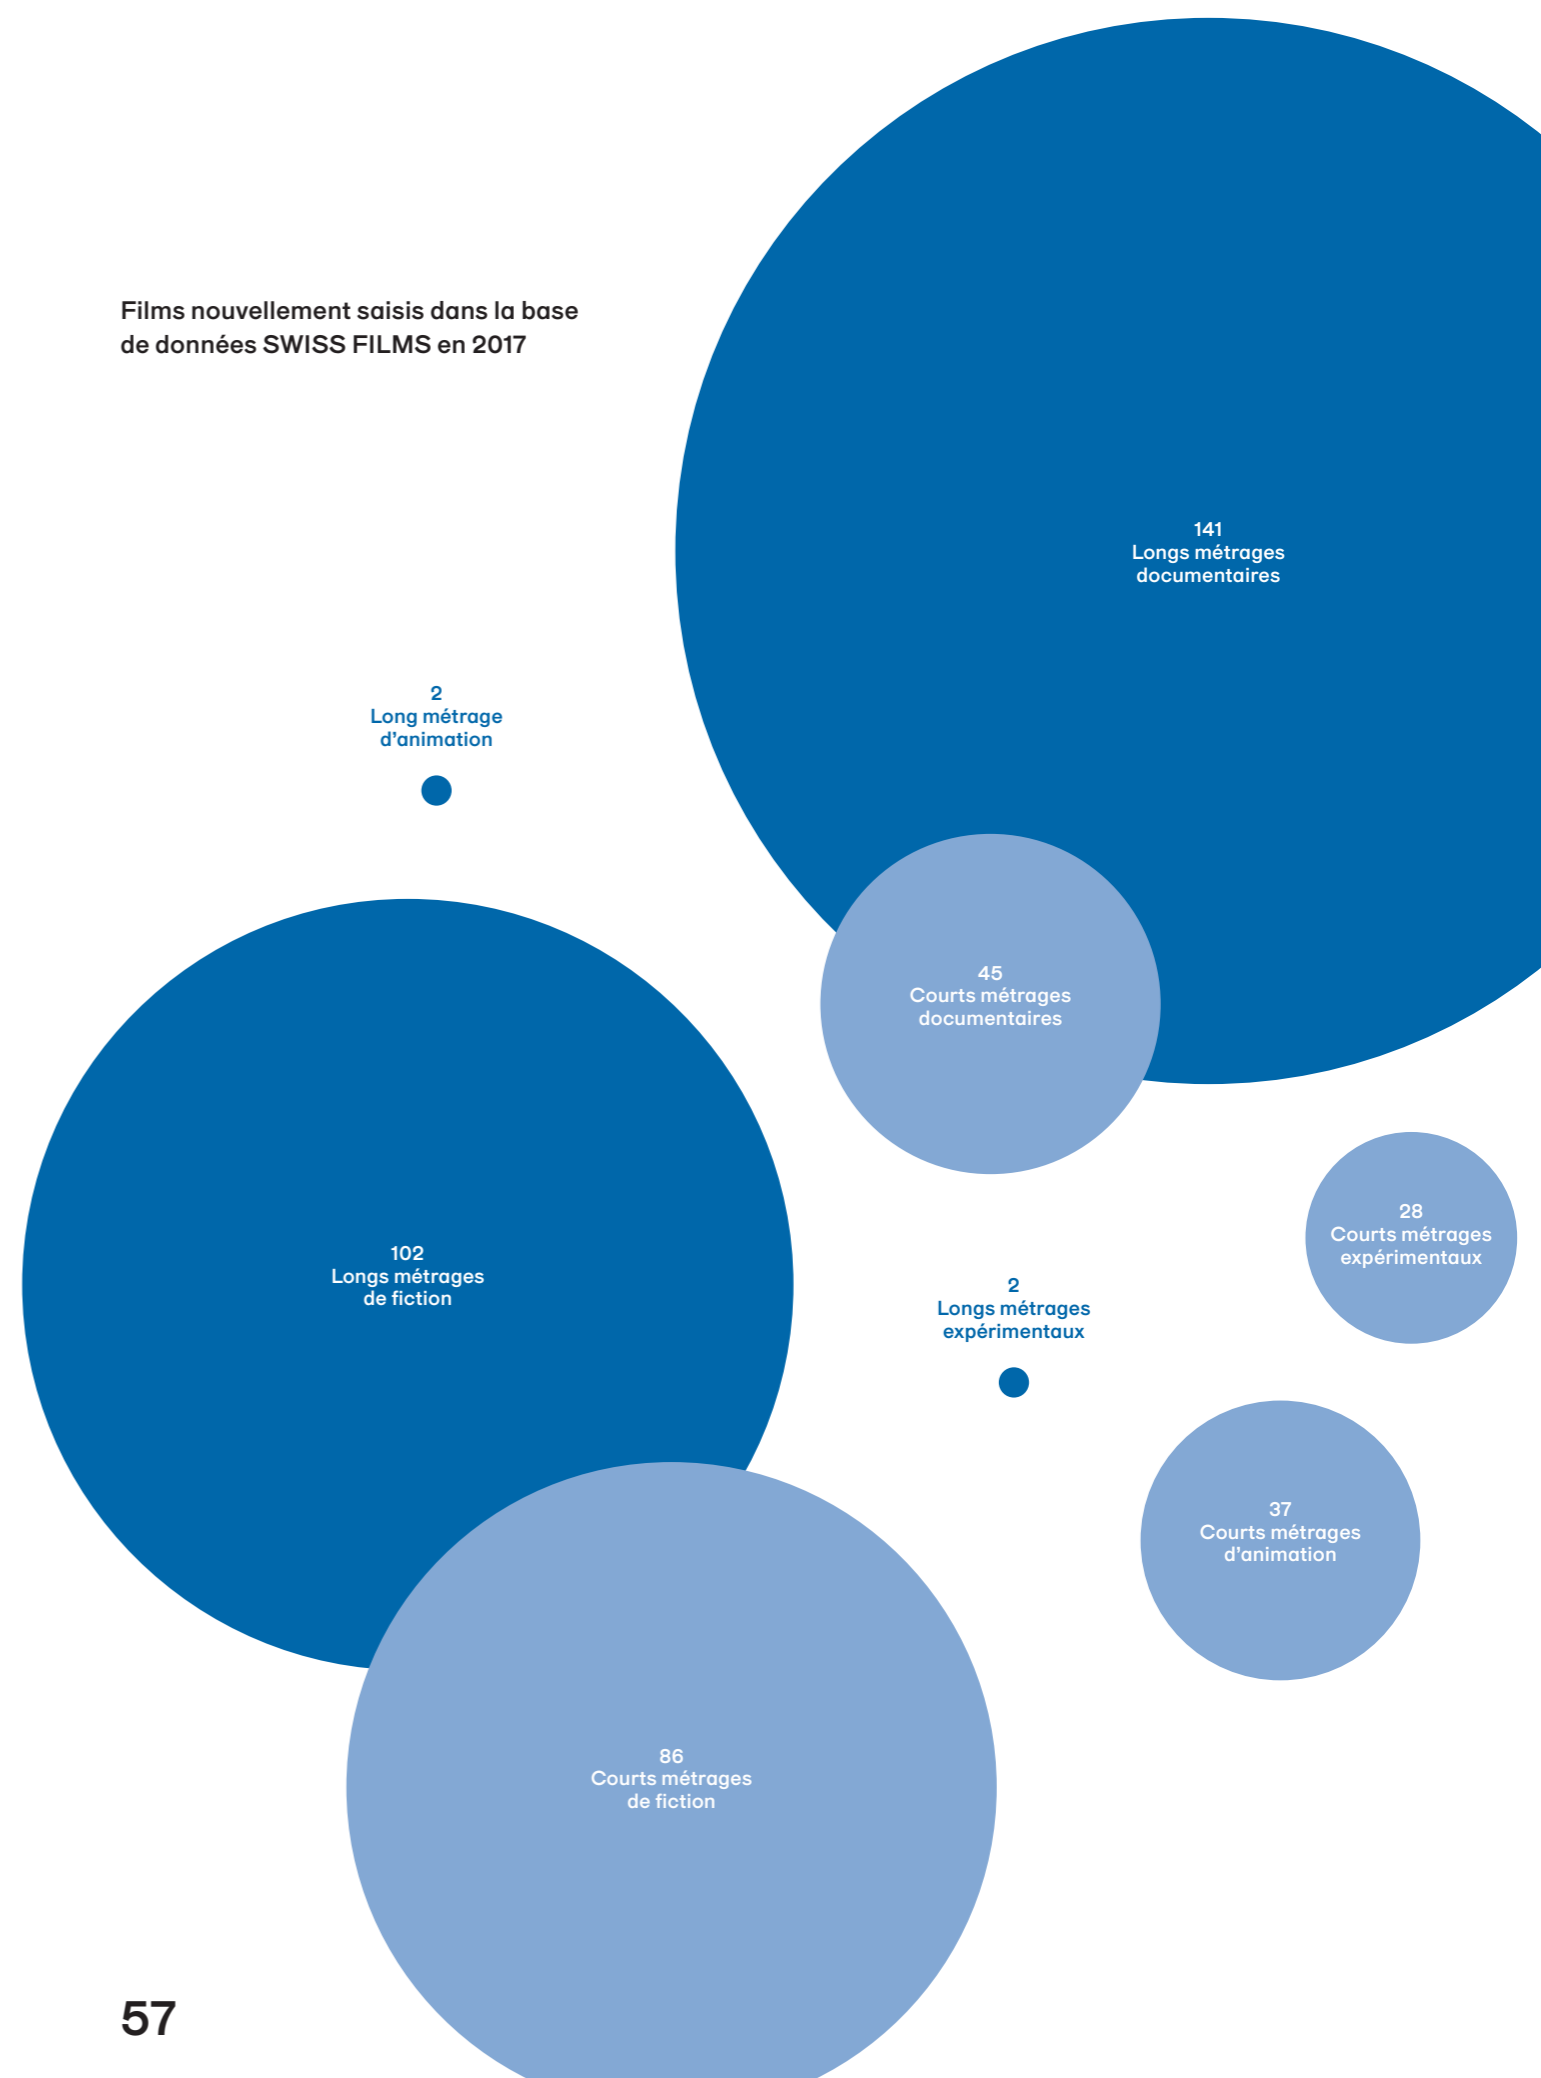 Films nouvellement saisis dans la base
de données SWISS FILMS en 2017
141
Longs métrages
documentaires
2
Long métrage
d’animation
45
Courts métrages
documentaires
28
Courts métrages
expérimentaux
102
Longs métrages
de fiction
2
Longs métrages
expérimentaux
37
Courts métrages
d’animation
86
Courts métrages
de fiction
57